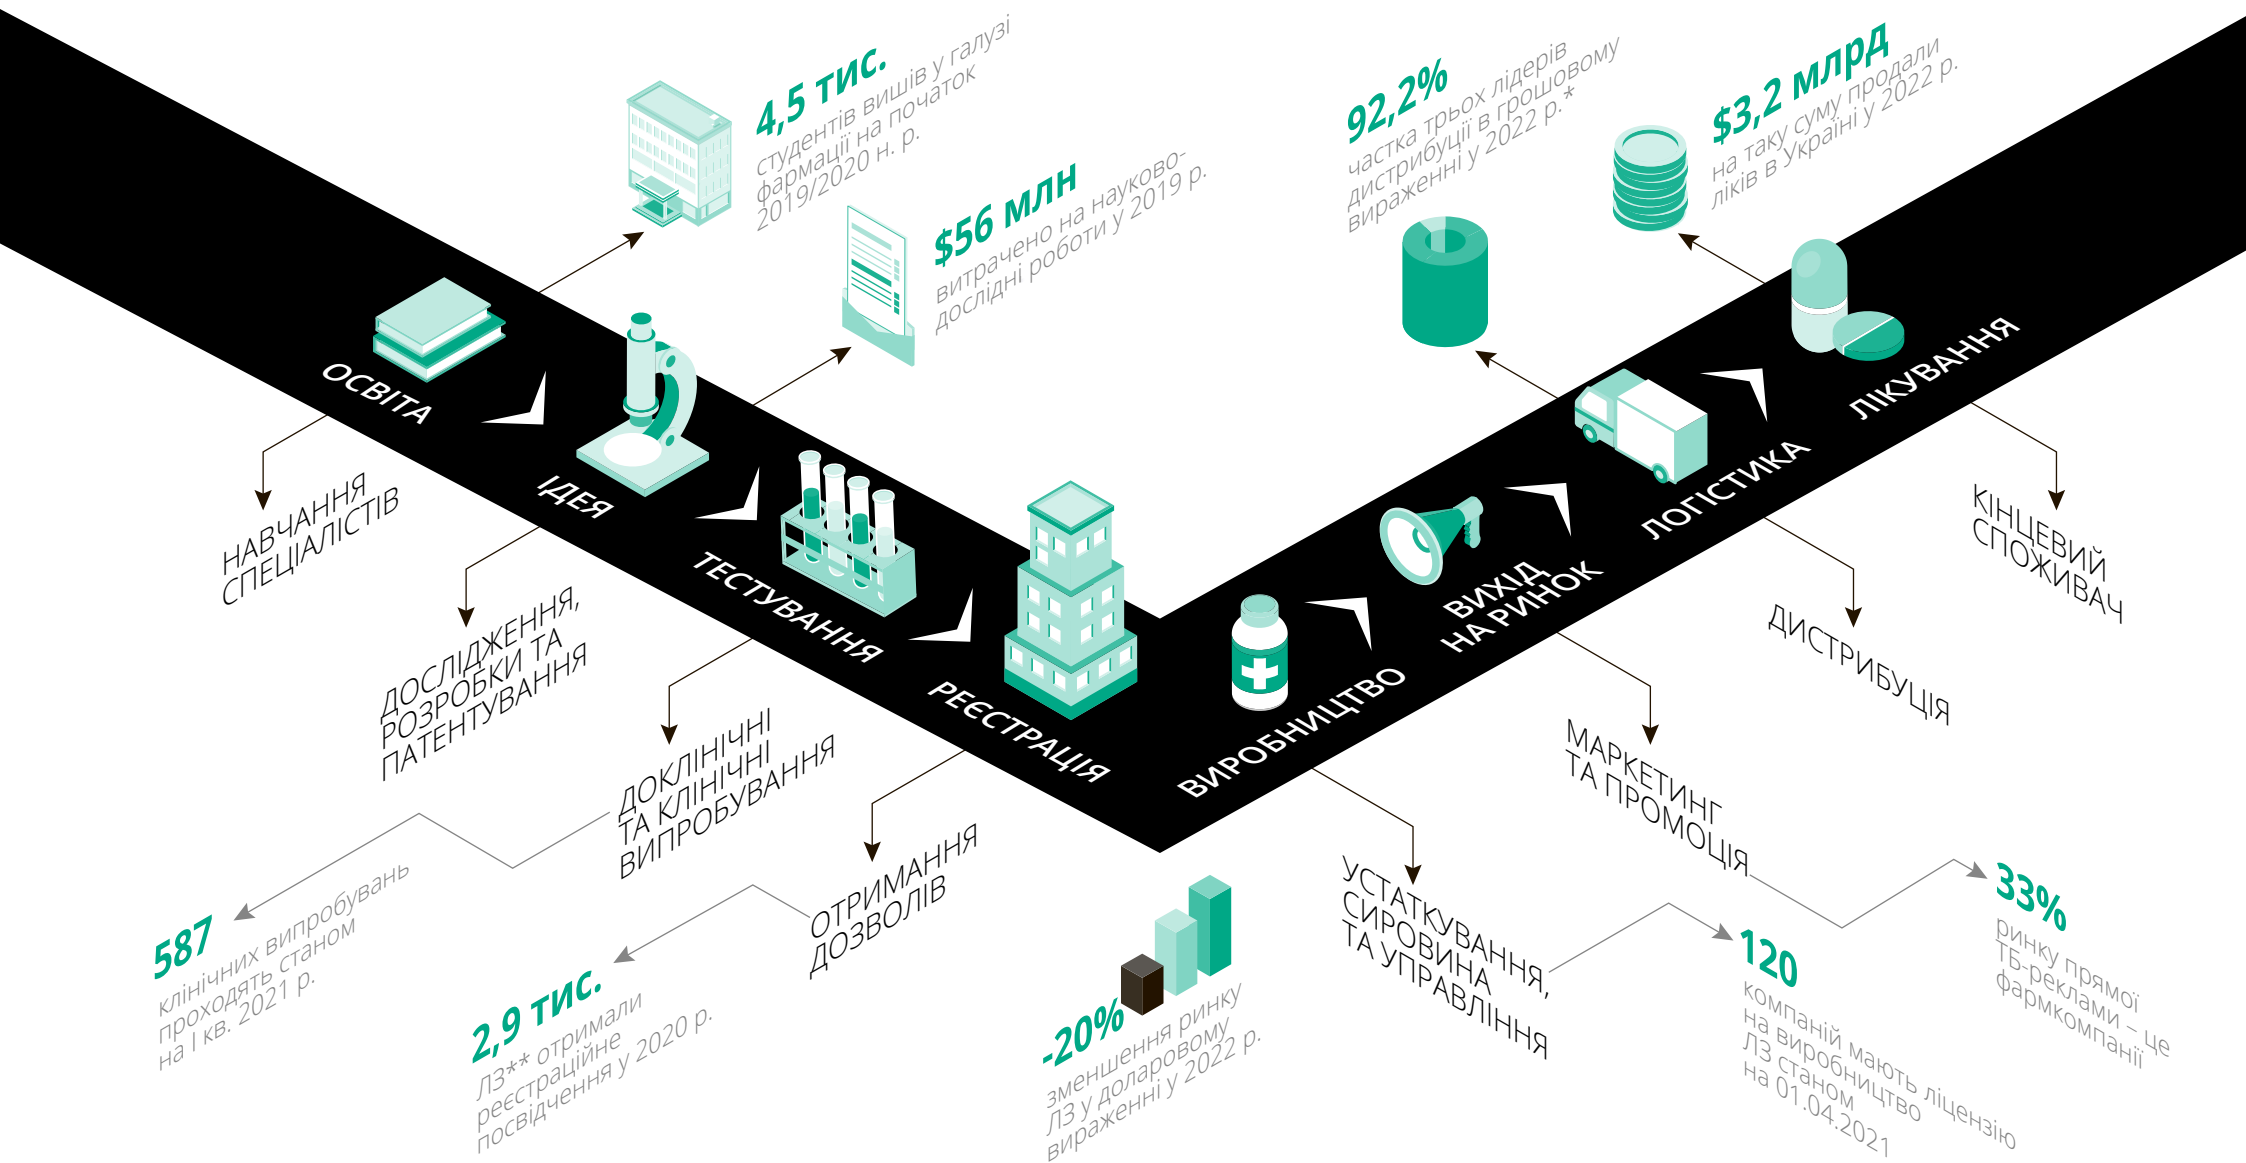 4,5 тис.
студентів вишів у галузі
фармації на початок
2019/2020 н. р.
$56 млн
витрачено на науково-
дослідні роботи у 2019 р.
92,2%
частка трьох лідерів
дистрибуції в грошовому
вираженні у 2022 р.*
$3,2 млрд
на таку суму продали
ліків в Україні у 2022 р.
ОСВІТА
ІДЕЯ
ТЕСТУВАННЯ
РЕЄСТРАЦІЯ
ВИРОБНИЦТВО
ВИХІД
НА РИНОК
ЛОГІСТИКА
ЛІКУВАННЯ
НАВЧАННЯ
СПЕЦІАЛІСТІВ
ДОСЛІДЖЕННЯ,
РОЗРОБКИ ТА
ПАТЕНТУВАННЯ
ДОКЛІНІЧНІ
ТА КЛІНІЧНІ
ВИПРОБУВАННЯ
ОТРИМАННЯ
ДОЗВОЛІВ
УСТАТКУВАННЯ,
СИРОВИНА
ТА УПРАВЛІННЯ
МАРКЕТИНГ
ТА ПРОМОЦІЯ
ДИСТРИБУЦІЯ
КІНЦЕВИЙ
СПОЖИВАЧ
587
клінічних випробувань
проходять станом
на І кв. 2021 р.
2,9 тис.
ЛЗ** отримали
реєстраційне
посвідчення у 2020 р.
-20%
зменшення ринку
ЛЗ у доларовому
вираженні у 2022 р.
120
компаній мають ліцензію
на виробництво
ЛЗ станом
на 01.04.2021
33%
ринку прямої
ТБ-реклами – це
фармкомпанії